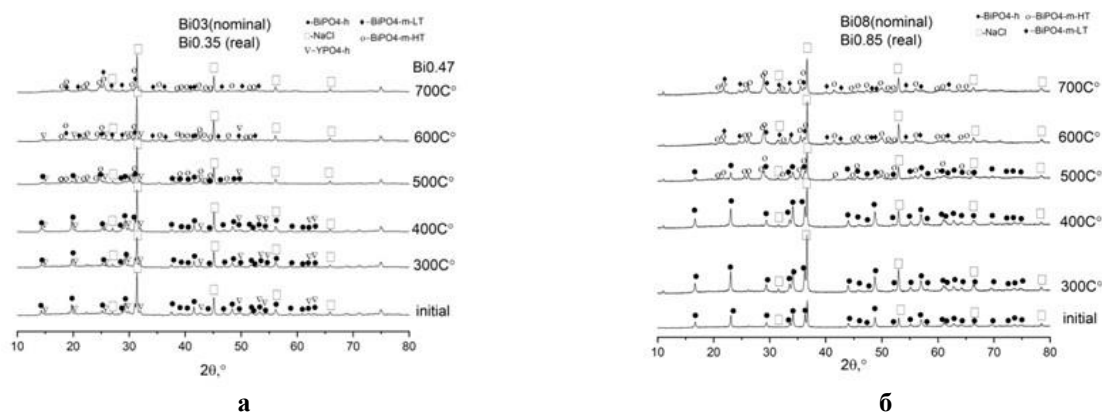 Bi03(nominal)
Bi0.35 (real)
BiPO4-h
BiPO4-m-LT
NaCl
BiPO4-m-HT
YPO4-h
Bi0.47
700C°
600C°
500C°
400C°
300C°
initial
10 20 30 40 50 60 70 80
2θ,°
а
Bi08(nominal)
Bi0.85 (real)
BiPO4-h
BiPO4-m-HT
NaCl
BiPO4-m-LT
700C°
600C°
500C°
400C°
300C°
initial
10 20 30 40 50 60 70 80
2θ,°
б